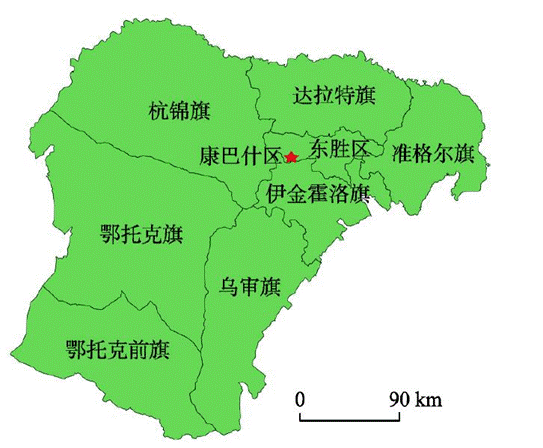 达拉特旗
杭锦旗
康巴什区
东胜区
准格尔旗
伊金霍洛旗
鄂托克旗
乌审旗
鄂托克前旗
0 90 km